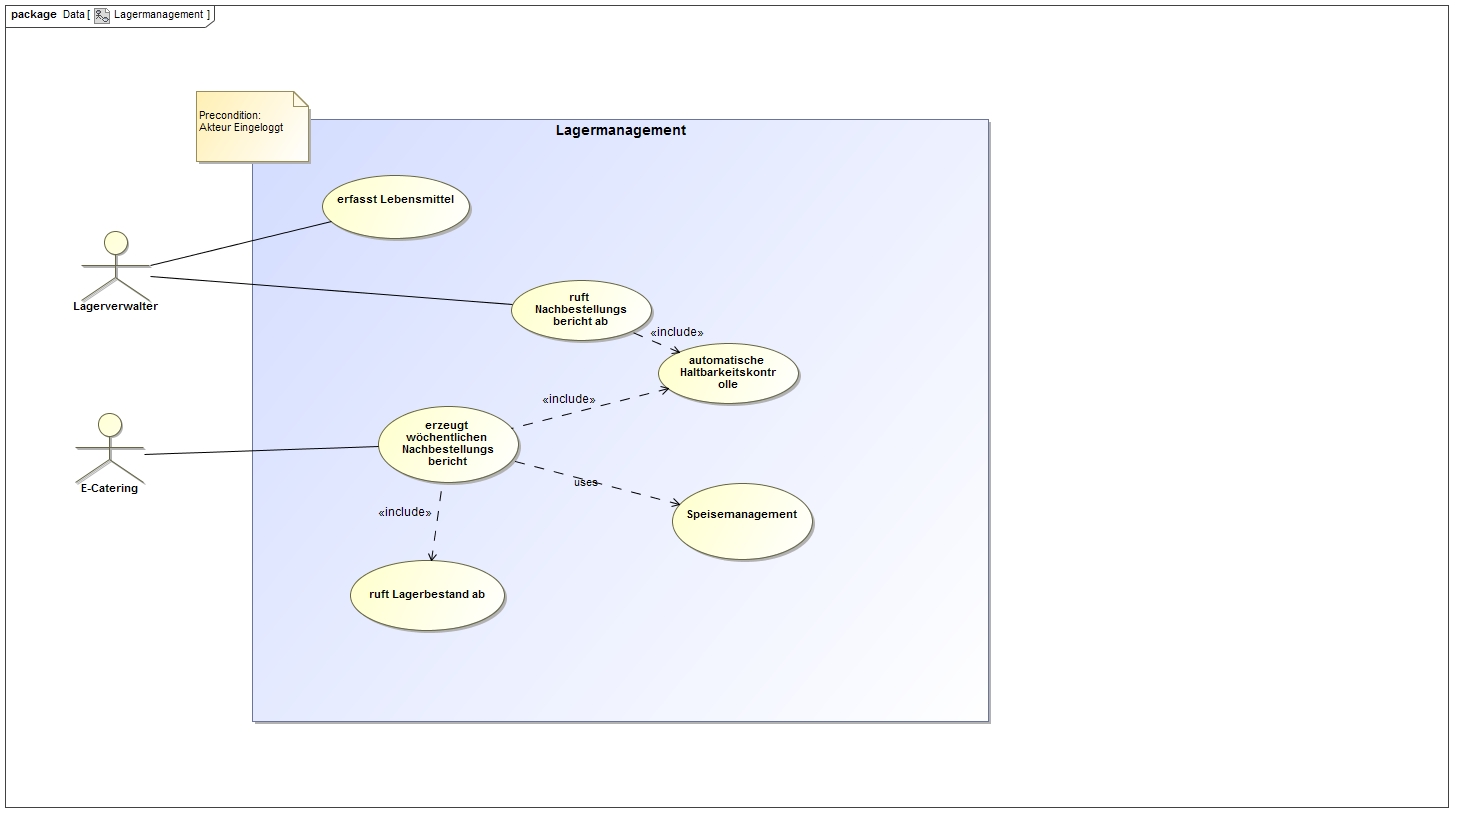 package Data [ Lagermanagement ]
Precondition:
Akteur Eingeloggt
Lagermanagement
erfasst Lebensmittel
Lagerverwalter
ruft
Nachbestellungs
bericht ab
«include»
automatische
Haltbarkeitskontr
olle
«include»
erzeugt
wöchentlichen
Nachbestellungs
bericht
E-Catering
uses
Speisemanagement
«include»
ruft Lagerbestand ab